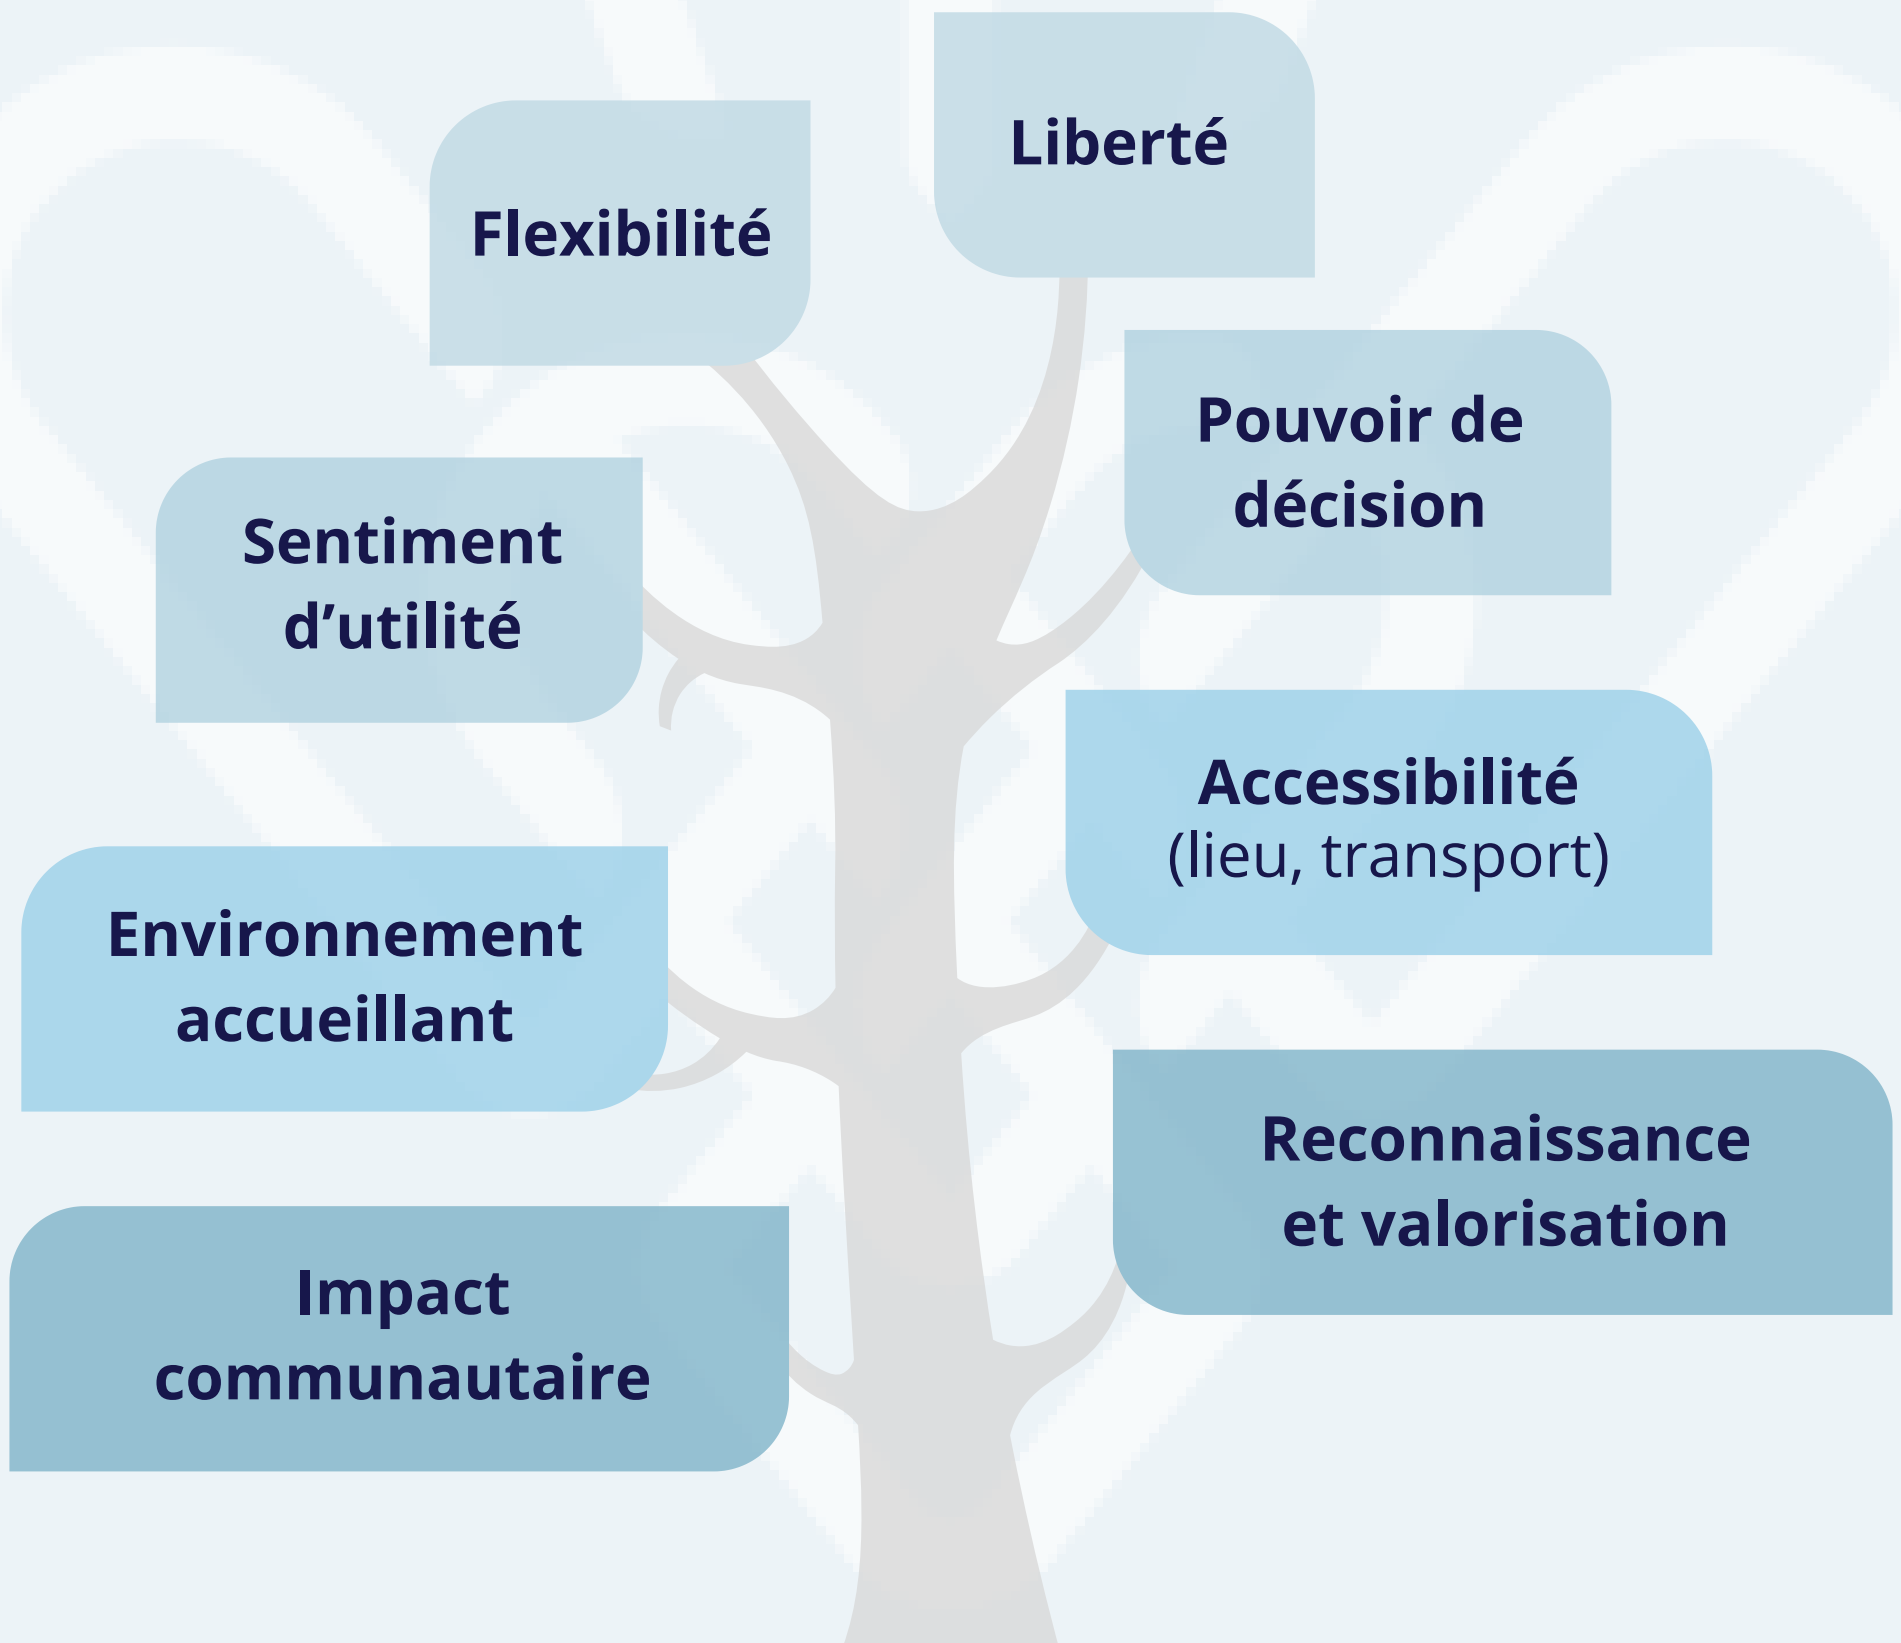 Liberté
Flexibilité
Pouvoir de
décision
Sentiment
d’utilité
Accessibilité
(lieu, transport)
Environnement
accueillant
Reconnaissance
et valorisation
Impact
communautaire